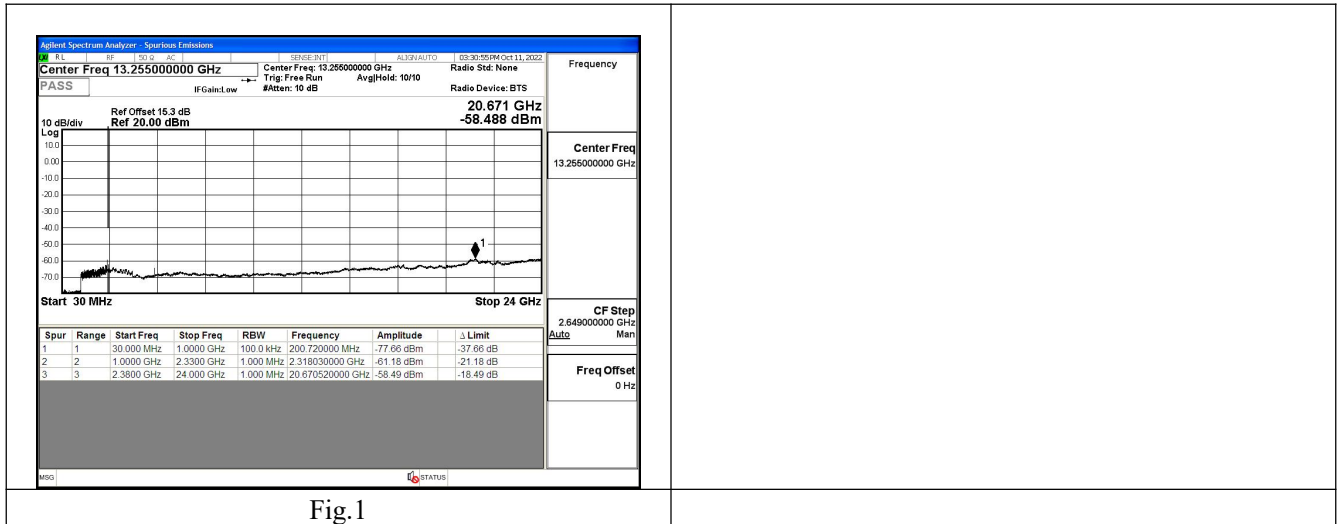 Agilent Spectrum Analyzer - Spurious Emissions
LXI RL RF 50 Ω AC SENSE:INT ALIGN AUTO 03:30:55 PM Oct 11, 2022
Center Freq 13.255000000 GHz
Center Freq: 13.255000000 GHz
Radio Std: None
Trig: Free Run Avg|Hold: 10/10
PASS
IFGain:Low
#Atten: 10 dB
Radio Device: BTS
Frequency
20.671 GHz
-58.488 dBm
Ref Offset 15.3 dB
10 dB/div Ref 20.00 dBm
Log
10.0
0.00
-10.0
-20.0
-30.0
-40.0
-50.0
-60.0
-70.0
1
Start 30 MHz Stop 24 GHz
Center Freq
13.255000000 GHz
CF Step
2.649000000 GHz
Auto Man
Freq Offset
0 Hz
Spur Range Start Freq Stop Freq RBW Frequency Amplitude Δ Limit
1 1 30.000 MHz 1.0000 GHz 100.0 kHz 200.720000 MHz -77.66 dBm -37.66 dB
2 2 1.0000 GHz 2.3300 GHz 1.000 MHz 2.318030000 GHz -61.18 dBm -21.18 dB
3 3 2.3800 GHz 24.000 GHz 1.000 MHz 20.670520000 GHz -58.49 dBm -18.49 dB
MSG STATUS
Fig.1